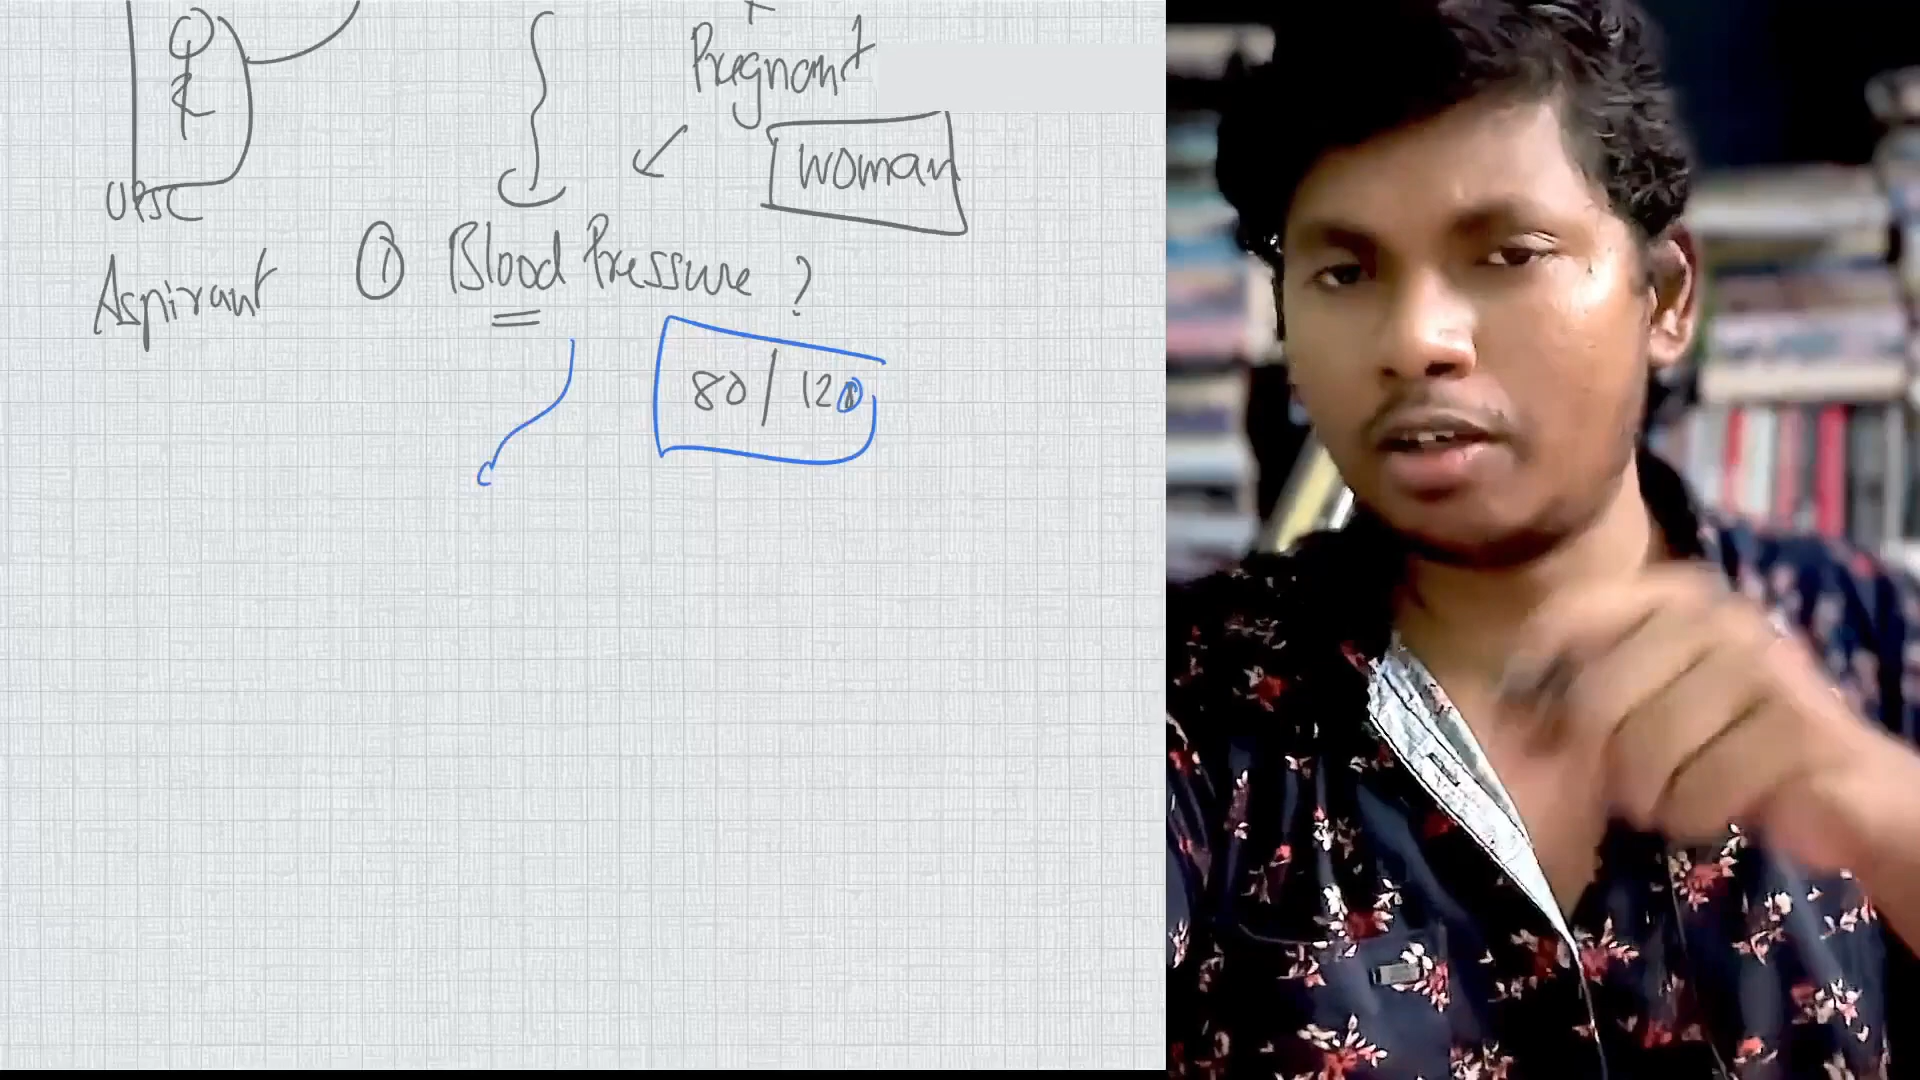 Pregnant
woman
UPSC
Aspirant
① Blood Pressure ?
80 / 120